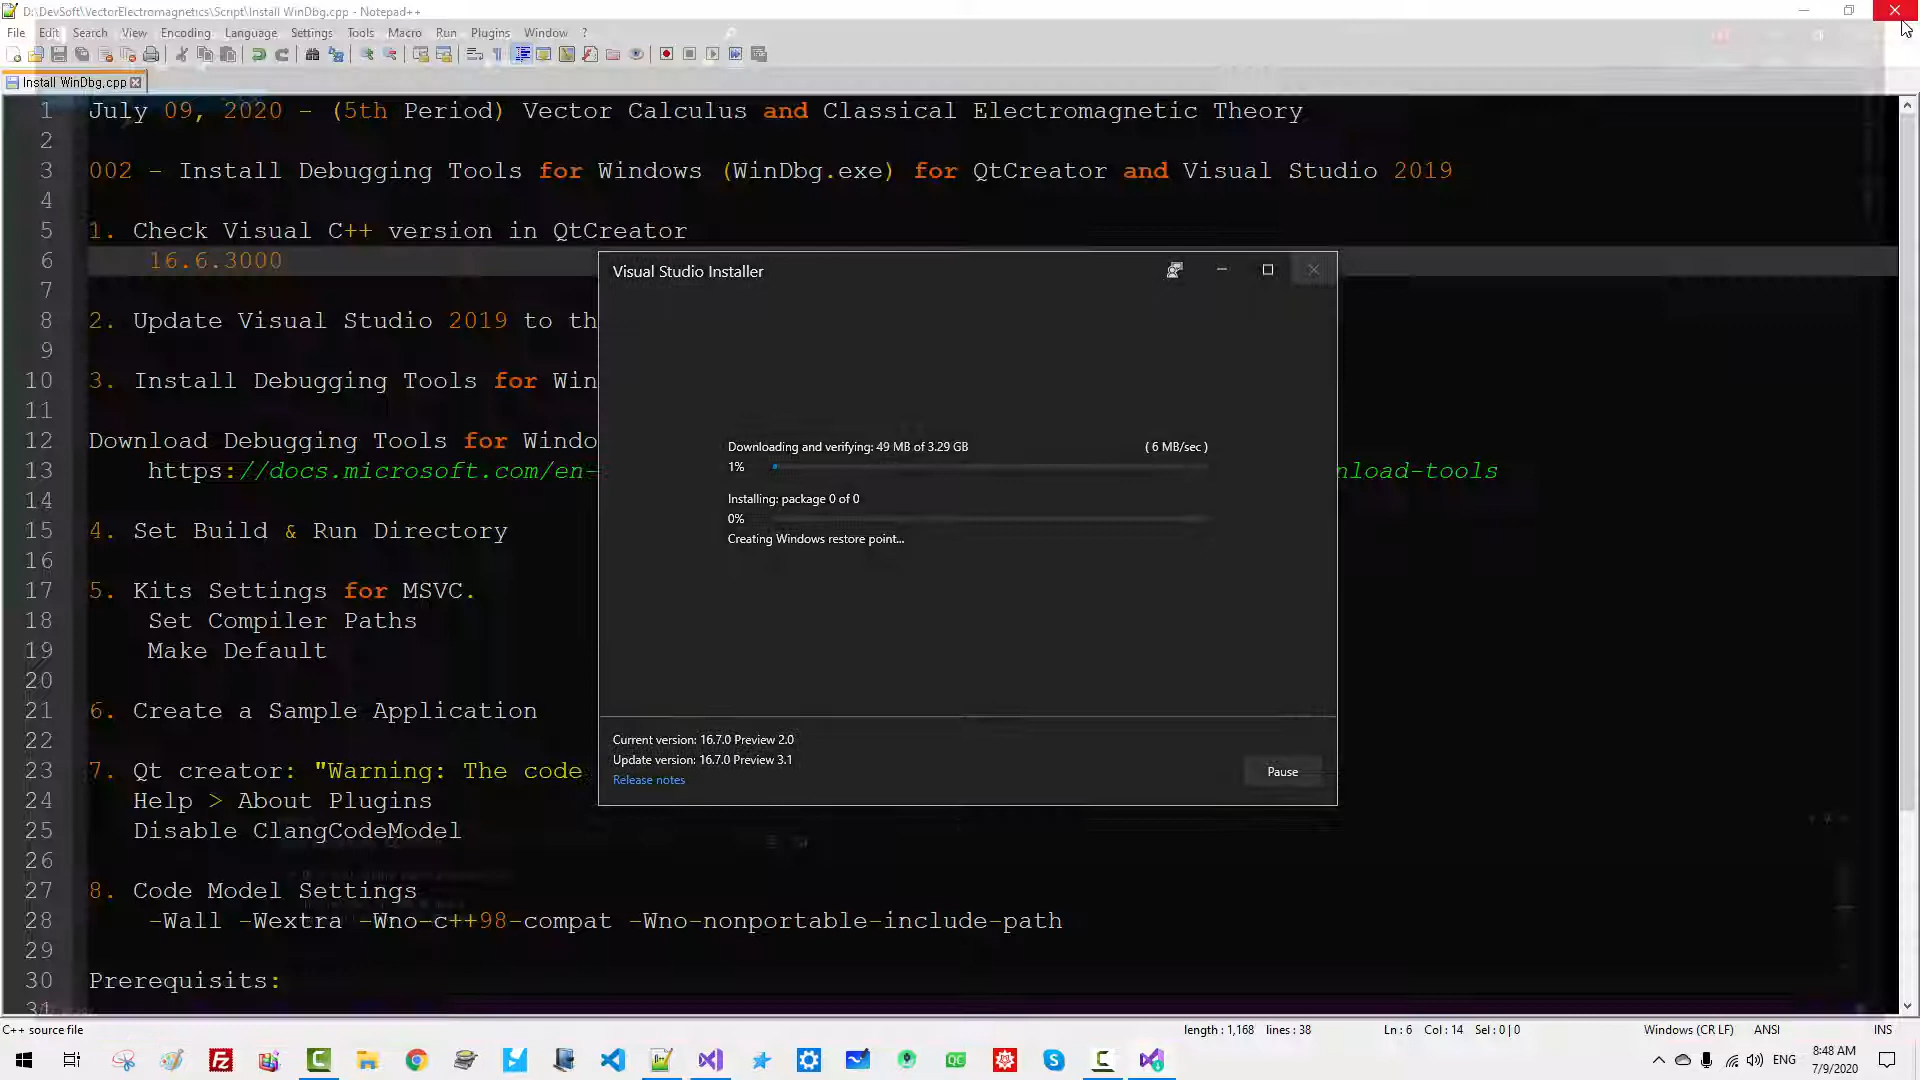 D:\DevSoft\VectorElectromagnetics\Script\Install WinDbg.cpp - Notepad++
File Edit Search View Encoding Language Settings Tools Macro Run Plugins Window ?
Install WinDbg.cpp
1 July 09, 2020 - (5th Period) Vector Calculus and Classical Electromagnetic Theory
2
3 002 - Install Debugging Tools for Windows (WinDbg.exe) for QtCreator and Visual Studio 2019
4
5 1. Check Visual C++ version in QtCreator
6 16.6.3000
7
8 2. Update Visual Studio 2019 to th
9
10 3. Install Debugging Tools for Win
11
12 Download Debugging Tools for Windo
13 https://docs.microsoft.com/en- nload-tools
14
15 4. Set Build & Run Directory
16
17 5. Kits Settings for MSVC.
18 Set Compiler Paths
19 Make Default
20
21 6. Create a Sample Application
22
23 7. Qt creator: "Warning: The code
24 Help > About Plugins
25 Disable ClangCodeModel
26
27 8. Code Model Settings
28 -Wall -Wextra -Wno-c++98-compat -Wno-nonportable-include-path
29
30 Prerequisits:
31
Visual Studio Installer
Downloading and verifying: 49 MB of 3.29 GB ( 6 MB/sec )
1%
Installing: package 0 of 0
0%
Creating Windows restore point...
Current version: 16.7.0 Preview 2.0
Update version: 16.7.0 Preview 3.1
Release notes
Pause
C++ source file length : 1,168 lines : 38 Ln : 6 Col : 14 Sel : 0 | 0 Windows (CR LF) ANSI INS
ENG
8:48 AM
7/9/2020